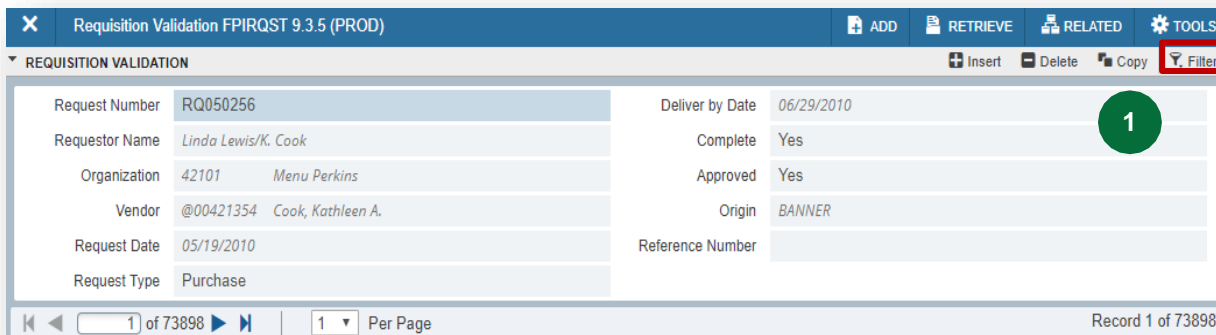 Requisition Validation FPIRQST 9.3.5 (PROD) ADD RETRIEVE RELATED TOOLS
REQUISITION VALIDATION Insert Delete Copy Filter
Request Number RQ050256 Deliver by Date 06/29/2010
Requestor Name Linda Lewis/K. Cook Complete Yes
Organization 42101 Menu Perkins Approved Yes
Vendor @00421354 Cook, Kathleen A. Origin BANNER
Request Date 05/19/2010 Reference Number
Request Type Purchase
1
1 of 73898 1 Per Page Record 1 of 73898